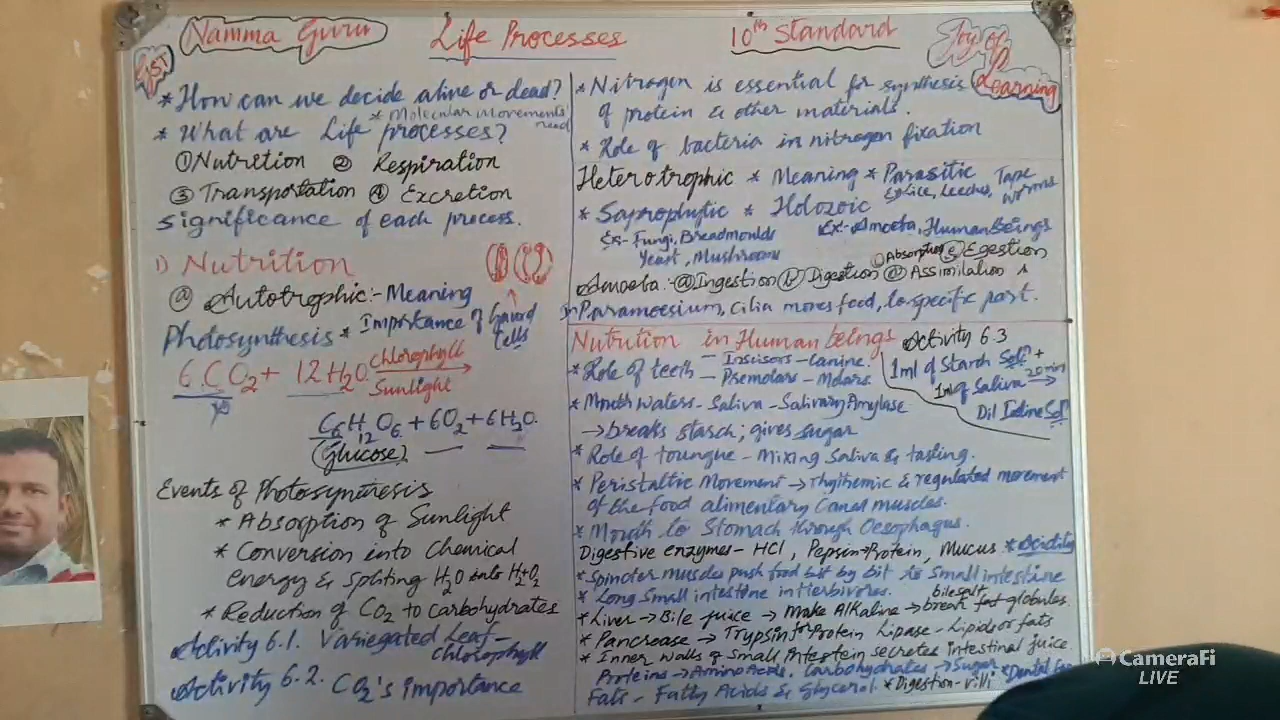 Namma Guru
Life Processes
10th Standard
Joy of Learning
GST
* How can we decide alive or dead?
* Molecular Movements need
* What are Life processes?
① Nutrition ② Respiration
③ Transportation ④ Excretion
Significance of each process.
1) Nutrition
ⓐ Autotrophic:- Meaning
Photosynthesis * Importance of Guard Cells
6CO2 + 12H2O chlorophyll
Sunlight
C6H12O6 + 6O2 + 6H2O.
(Glucose)
Events of Photosynthesis
* Absorption of Sunlight
* Conversion into Chemical
energy & Spliting H2O into H2+O2
* Reduction of CO2 to carbohydrates
Activity 6.1. Variegated Leaf -
chlorophyll
Activity 6.2. CO2's importance
* Nitrogen is essential for synthesis
of protein & other materials.
* Role of bacteria in nitrogen fixation
Heterotrophic * Meaning * Parasitic Tape
lice, Leeches, worms
* Saprophytic * Holozoic
Ex:- Fungi, Breadmoulds
Yeast, Mushroom
Ex:- Amoeba, Human Beings
Absorption Egestion
Amoeba: ⓐ Ingestion ⓑ Digestion ⓓ Assimilation
In Paramoesium, Cilia moves food, to specific part.
Nutrition in Human beings
Activity 6.3
1ml of Starch Soln +
1ml of Saliva 20min
Dil Iodine Soln
* Role of teeth - Inscisors - Canine.
- Premolars - Molars
* Mouth Waters - Saliva - Salivary Amylase
→ breaks starch; gives sugar
* Role of toungue - Mixing Saliva & tasting.
* Peristaltic Movement → rhythemic & regulated movement
of the food alimentary Canal muscles.
* Mouth to Stomach through Oesophagus.
Digestive enzymes - HCl, Pepsin→Protein, Mucus * Acidity
* Spincter muscles push food bit by bit to Small intestine
* Long Small intestine in Herbivores.
bile salt
* Liver → Bile juice → Make Alkaline → break fat globules.
* Pancrease → Trypsin for Protein Lipase - Lipids or fats
* Inner walls of Small Intestein secretes intestinal juice.
Proteins → Amino Acids. Carbohydrates → Sugar * Dental
Fats - Fatty Acids & Glycerol. * Digestion - villi
CameraFi
LIVE